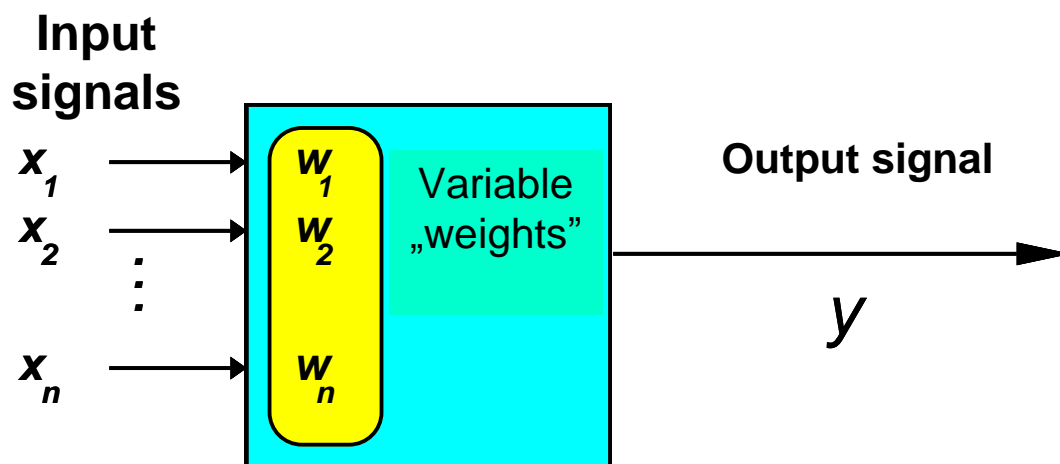 Input
signals
x1
w1
Variable
„weights”
Output signal
x2
w2
⋮
y
xn
wn